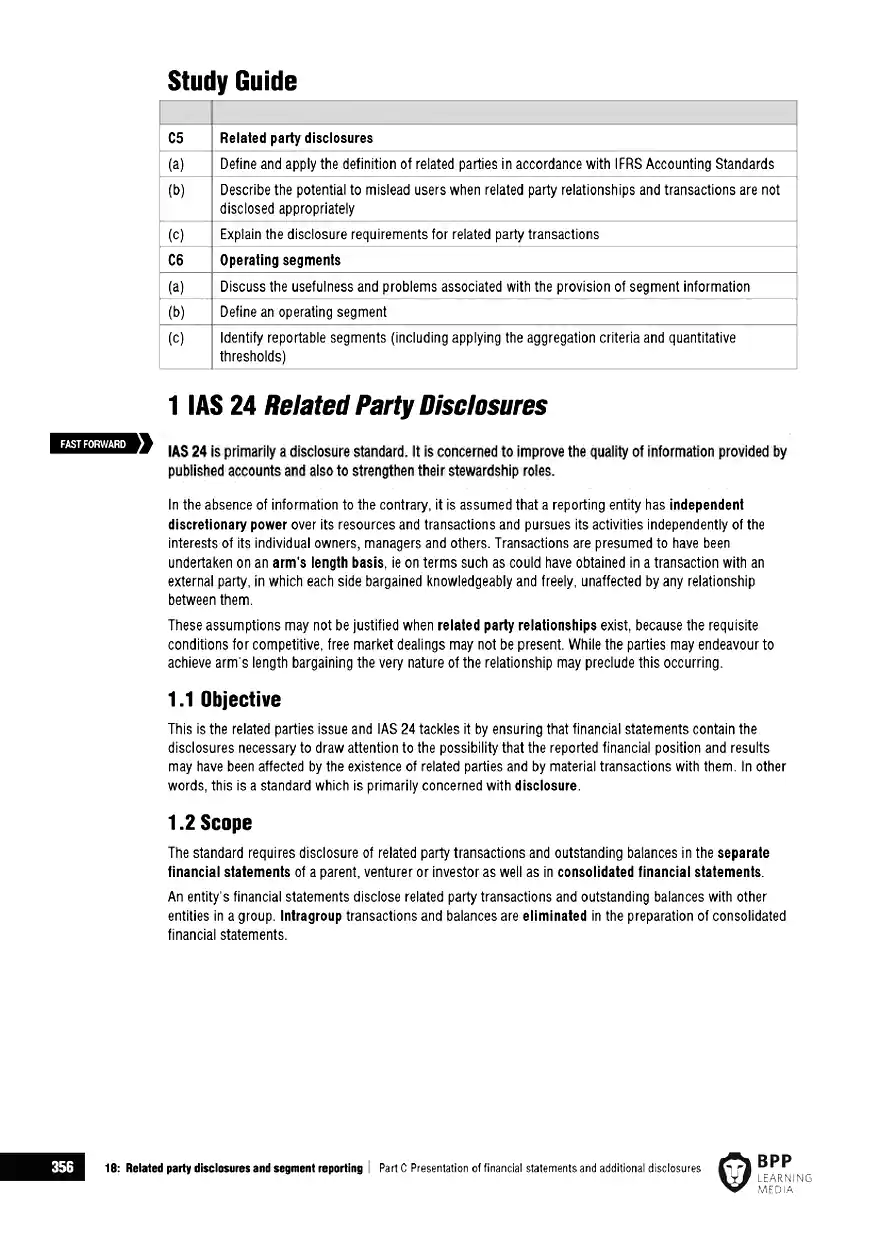 Study Guide
C5 Related party disclosures
(a) Define and apply the definition of related parties in accordance with IFRS Accounting Standards
(b) Describe the potential to mislead users when related party relationships and transactions are not
disclosed appropriately
(c) Explain the disclosure requirements for related party transactions
C6 Operating segments
(a) Discuss the usefulness and problems associated with the provision of segment information
(b) Define an operating segment
(c) Identify reportable segments (including applying the aggregation criteria and quantitative
thresholds)
1 IAS 24 Related Party Disclosures
FAST FORWARD
IAS 24 is primarily a disclosure standard. It is concerned to improve the quality of information provided by
published accounts and also to strengthen their stewardship roles.
In the absence of information to the contrary, it is assumed that a reporting entity has independent
discretionary power over its resources and transactions and pursues its activities independently of the
interests of its individual owners, managers and others. Transactions are presumed to have been
undertaken on an arm's length basis, ie on terms such as could have obtained in a transaction with an
external party, in which each side bargained knowledgeably and freely, unaffected by any relationship
between them.
These assumptions may not be justified when related party relationships exist, because the requisite
conditions for competitive, free market dealings may not be present. While the parties may endeavour to
achieve arm's length bargaining the very nature of the relationship may preclude this occurring.
1.1 Objective
This is the related parties issue and IAS 24 tackles it by ensuring that financial statements contain the
disclosures necessary to draw attention to the possibility that the reported financial position and results
may have been affected by the existence of related parties and by material transactions with them. In other
words, this is a standard which is primarily concerned with disclosure.
1.2 Scope
The standard requires disclosure of related party transactions and outstanding balances in the separate
financial statements of a parent, venturer or investor as well as in consolidated financial statements.
An entity's financial statements disclose related party transactions and outstanding balances with other
entities in a group. Intragroup transactions and balances are eliminated in the preparation of consolidated
financial statements.
356 18: Related party disclosures and segment reporting | Part C Presentation of financial statements and additional disclosures
BPP
LEARNING
MEDIA